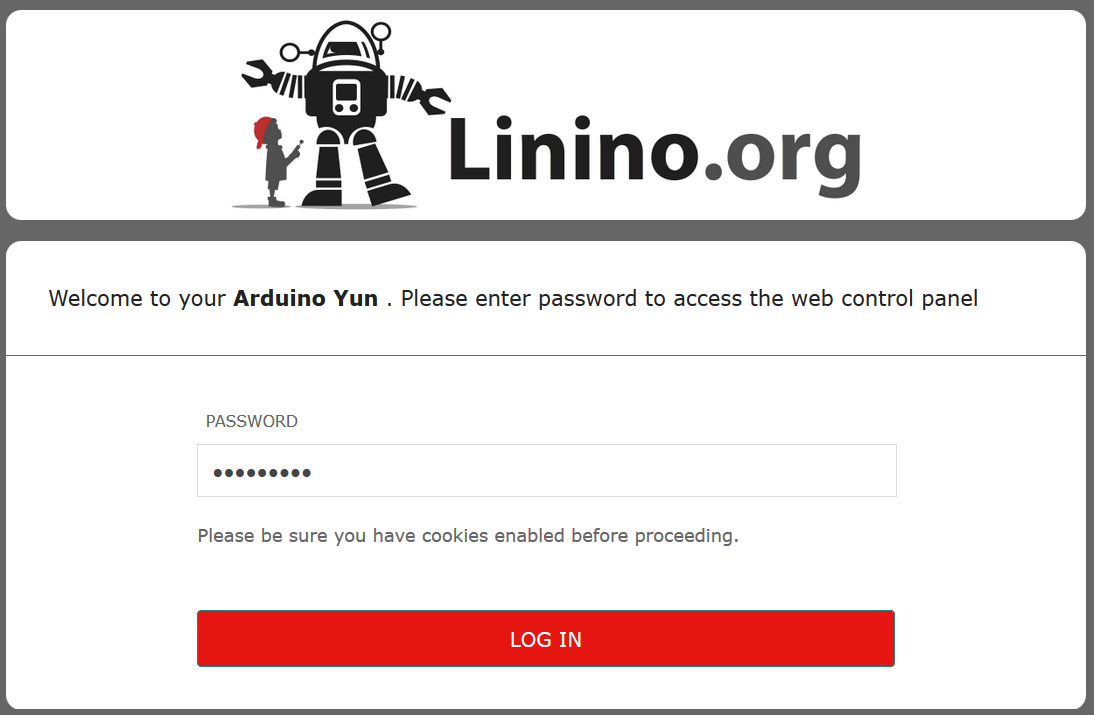 Linino.org
Welcome to your Arduino Yun . Please enter password to access the web control panel
PASSWORD
•••••••••
Please be sure you have cookies enabled before proceeding.
LOG IN